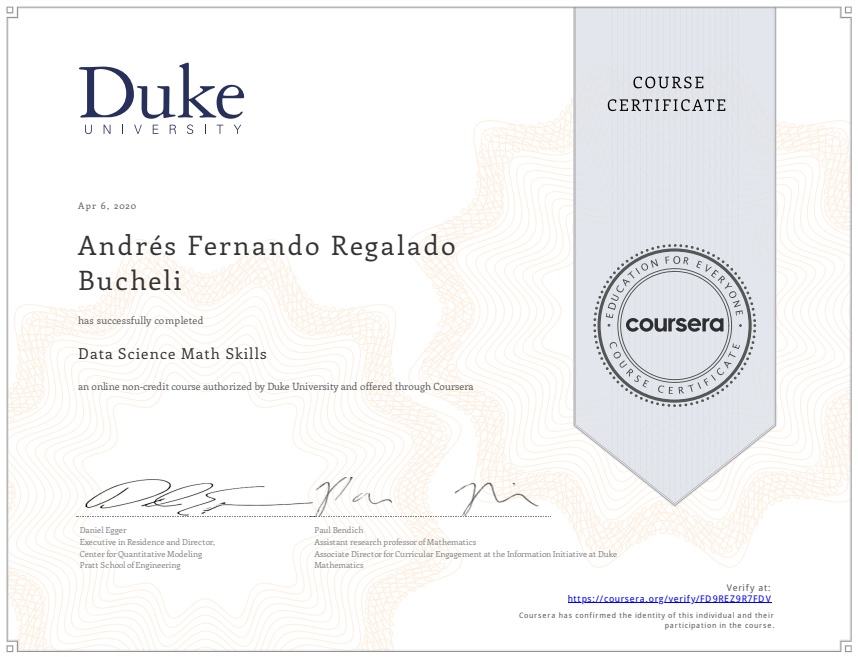 Duke
UNIVERSITY
COURSE
CERTIFICATE
Apr 6, 2020
Andrés Fernando Regalado
Bucheli
has successfully completed
Data Science Math Skills
an online non-credit course authorized by Duke University and offered through Coursera
EDUCATION FOR EVERYONE
coursera
COURSE CERTIFICATE
Daniel Egger
Executive in Residence and Director,
Center for Quantitative Modeling
Pratt School of Engineering
Paul Bendich
Assistant research professor of Mathematics
Associate Director for Curricular Engagement at the Information Initiative at Duke
Mathematics
Verify at:
https://coursera.org/verify/FD9REZ9R7FDV
Coursera has confirmed the identity of this individual and their
participation in the course.